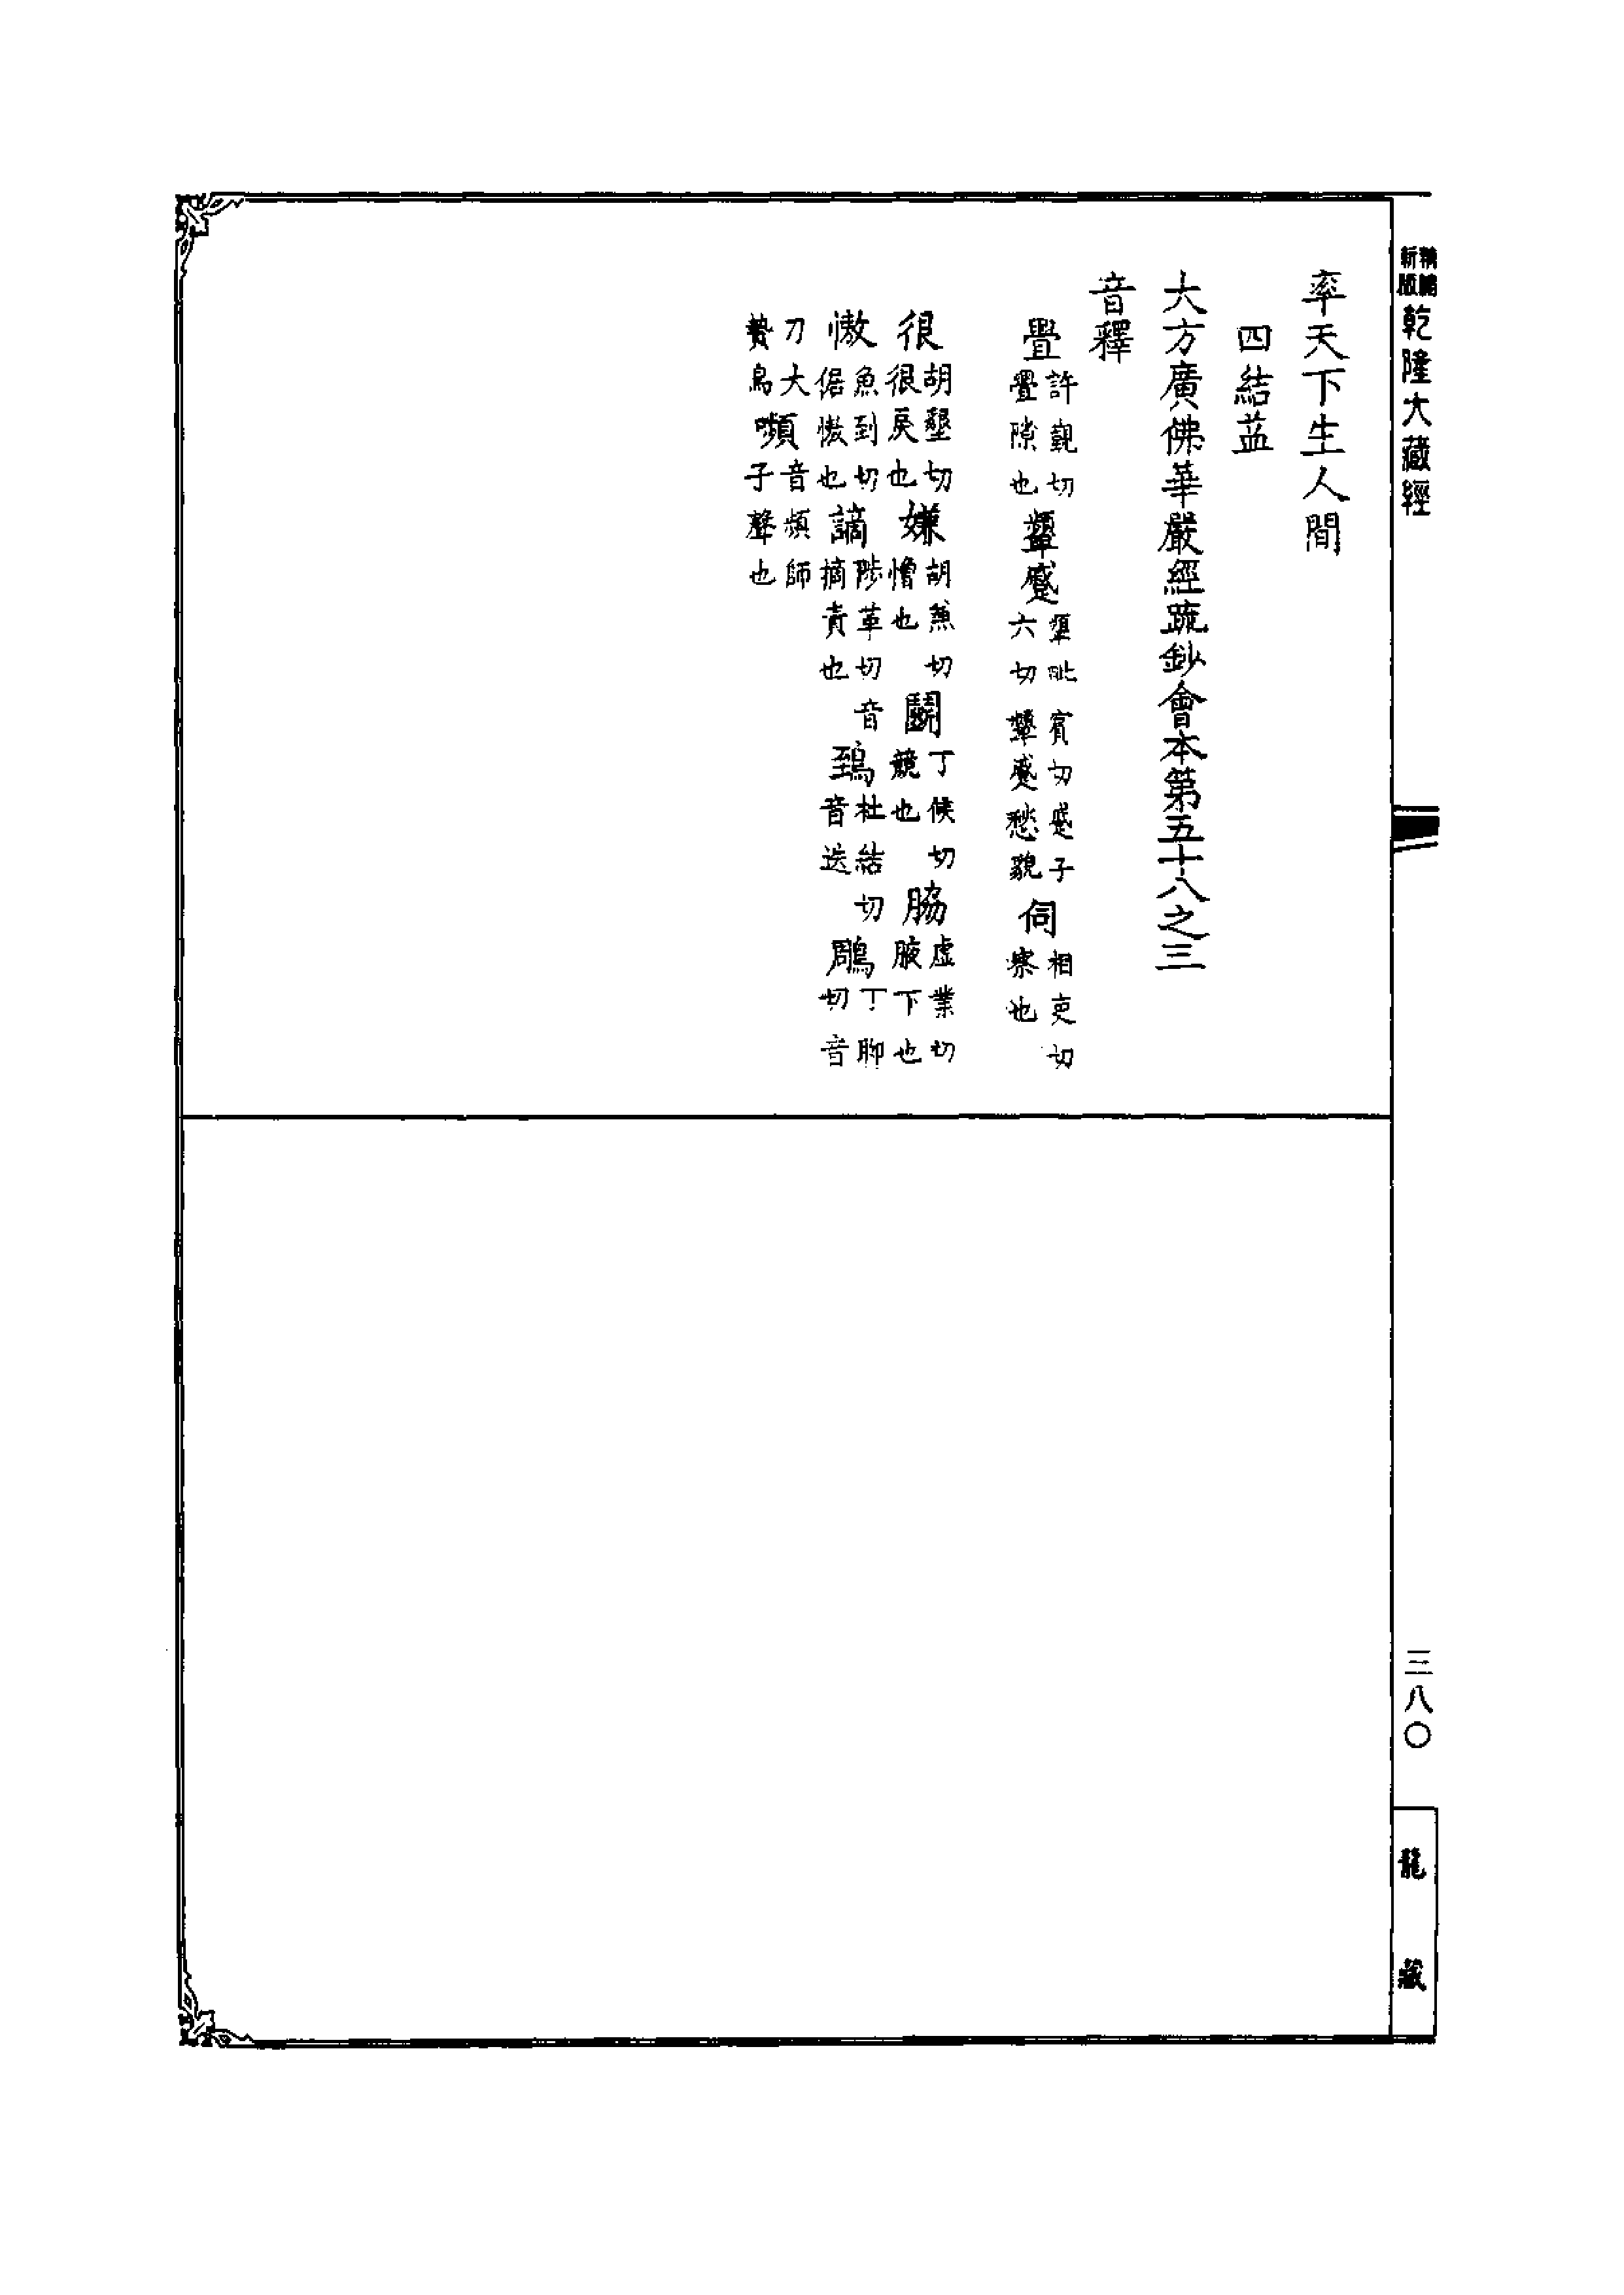 新版
乾隆大藏經
三八〇
龍藏
率天下生人間
四結益
大方廣佛華嚴經疏鈔會本第五十八之三
音釋
釁 許覲切釁隙也 顰蹙 顰毗賓切蹙子六切顰蹙愁貌 伺 相吏切察也
很 胡墾切很戾也 嫌 胡兼切憎也 鬭 丁候切競也 脇 虛業切腋下也
慠 魚到切倨慠也 謫 陟革切音摘責也 鵄 杜結切音迭 鵰 丁聊切音
刀大鷙鳥 嚬 音頻師子聲也